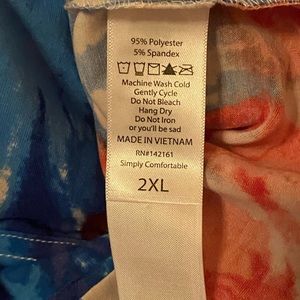 95% Polyester
5% Spandex
Machine Wash Cold
Gently Cycle
Do Not Bleach
Hang Dry
Do Not Iron
or you'll be sad
MADE IN VIETNAM
RN#142161
Simply Comfortable
2XL